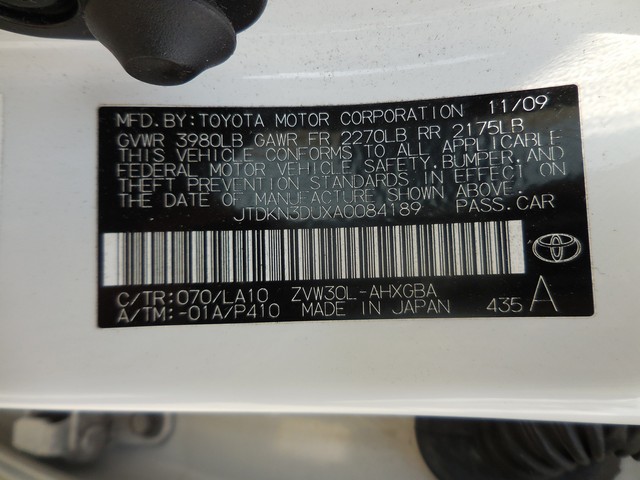 MFD. BY: TOYOTA MOTOR CORPORATION 11/09
GVWR 3980LB GAWR FR 2270LB RR 2175LB
THIS VEHICLE CONFORMS TO ALL APPLICABLE
FEDERAL MOTOR VEHICLE SAFETY, BUMPER, AND
THEFT PREVENTION STANDARDS IN EFFECT ON
THE DATE OF MANUFACTURE SHOWN ABOVE.
JTDKN3DUXA0084189 PASS. CAR
C/TR: 070/LA10 ZVW30L-AHXGBA
A/TM: -01A/P410 MADE IN JAPAN 435 A